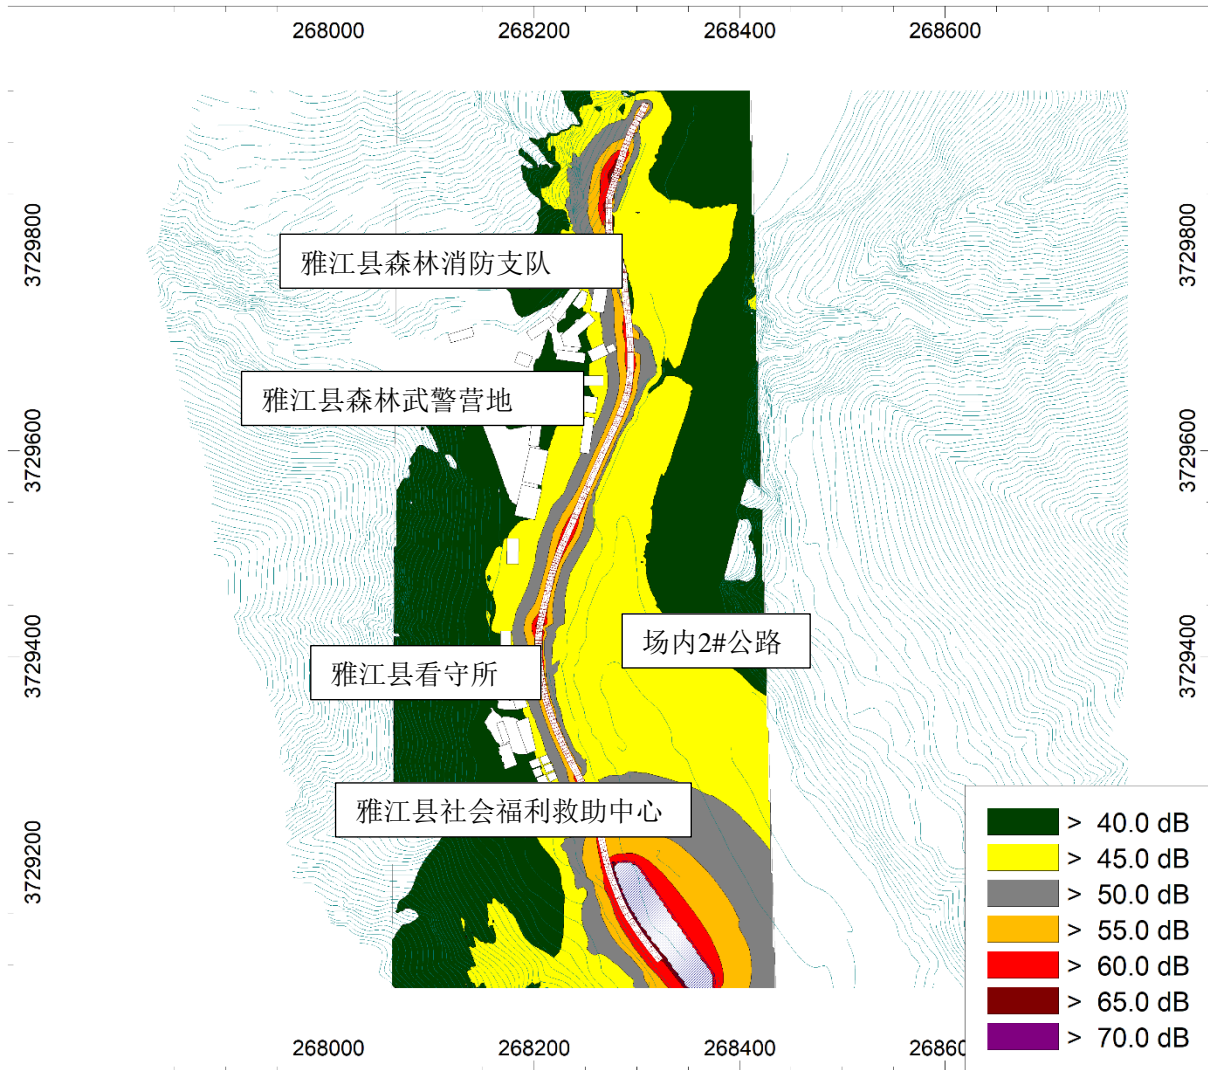 268000 268200 268400 268600
3729800 3729800
雅江县森林消防支队
雅江县森林武警营地
3729600 3729600
场内2#公路
雅江县看守所
3729400 3729400
雅江县社会福利救助中心
3729200
> 40.0 dB
> 45.0 dB
> 50.0 dB
> 55.0 dB
> 60.0 dB
> 65.0 dB
> 70.0 dB
268000 268200 268400